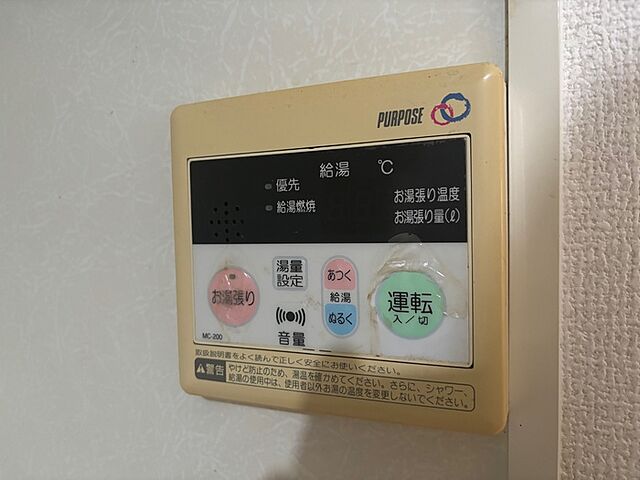 PURPOSE
給湯 ℃
優先
給湯燃焼
お湯張り温度
お湯張り量(ℓ)
お湯張り
湯量
設定
あつく
給湯
ぬるく
運転
入／切
音量
MC-200
取扱説明書をよく読んで正しく安全にお使いください。
警告
やけど防止のため、湯温を確かめてください。さらに、シャワー、
給湯の使用中は、使用者以外お湯の温度を変更しないでください。